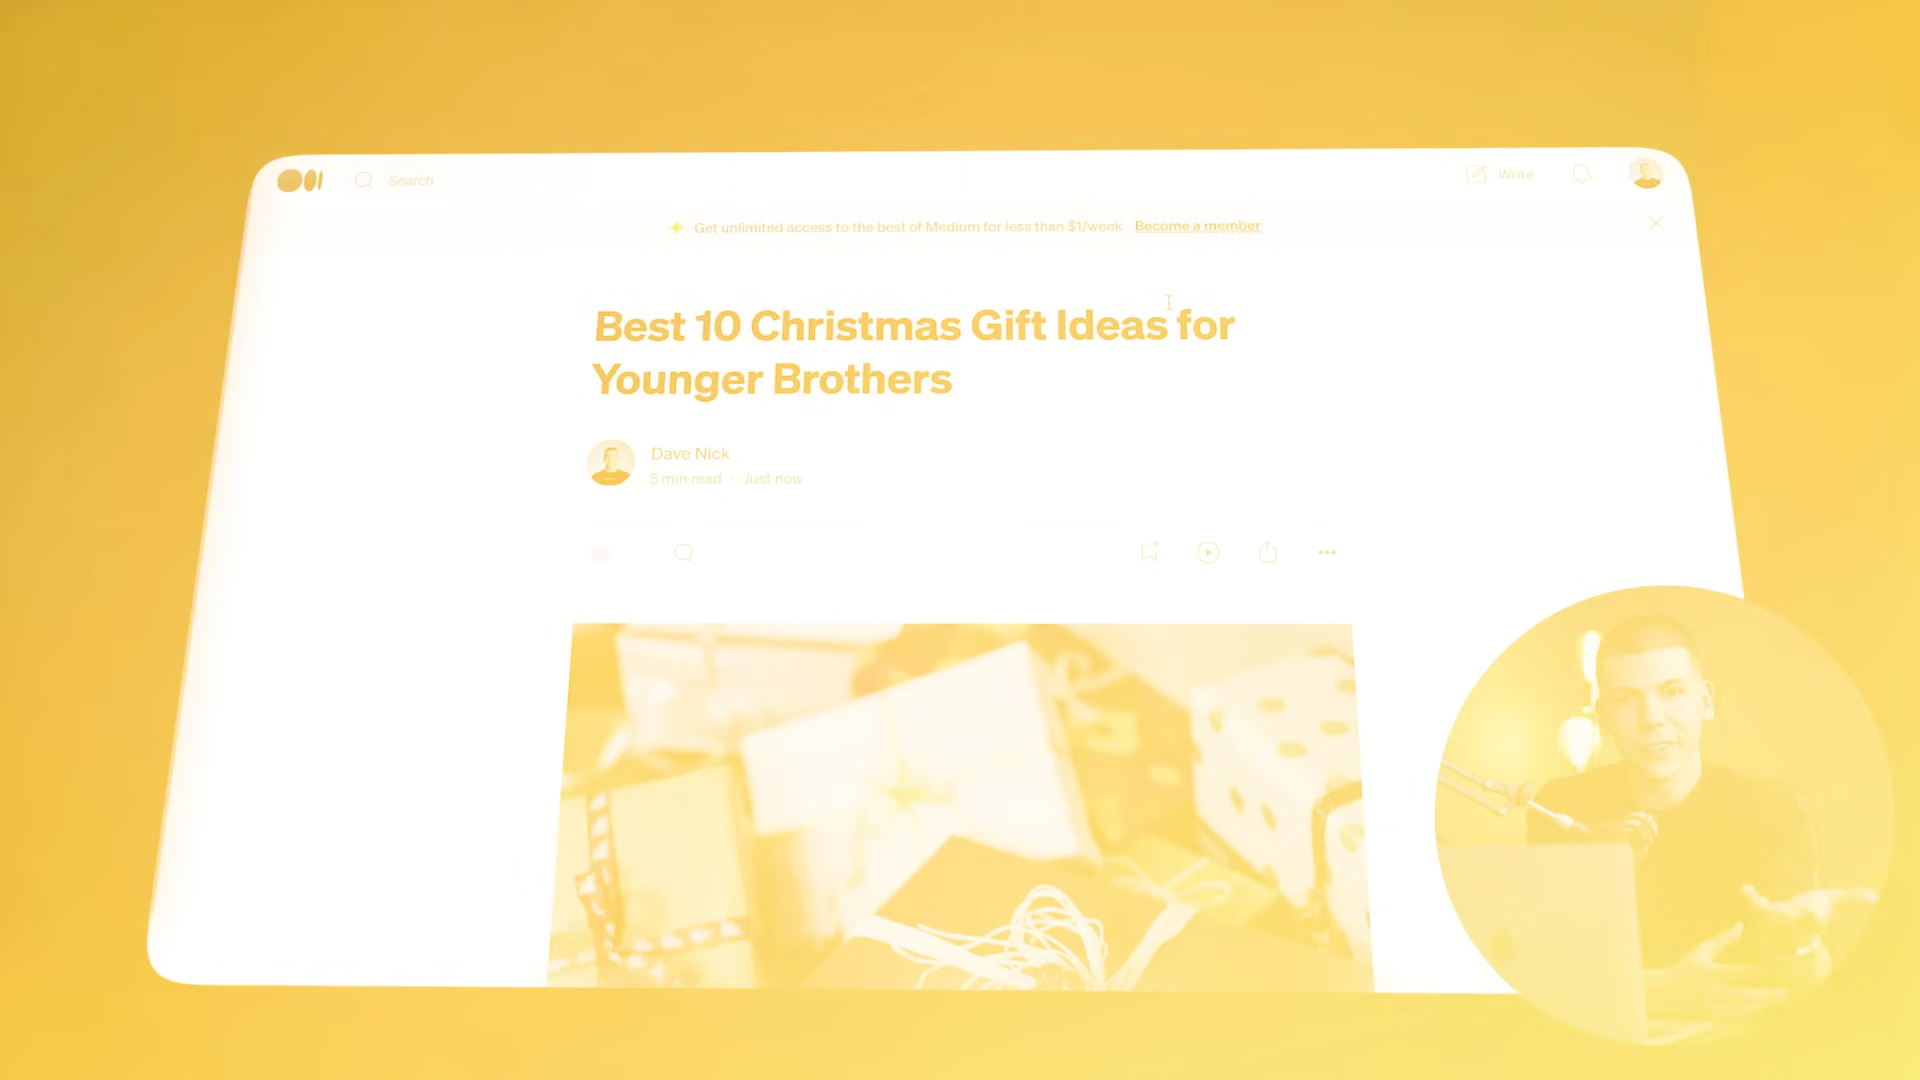 Search
Write
Get unlimited access to the best of Medium for less than $1/week. Become a member
Best 10 Christmas Gift Ideas for
Younger Brothers
Dave Nick
5 min read · Just now